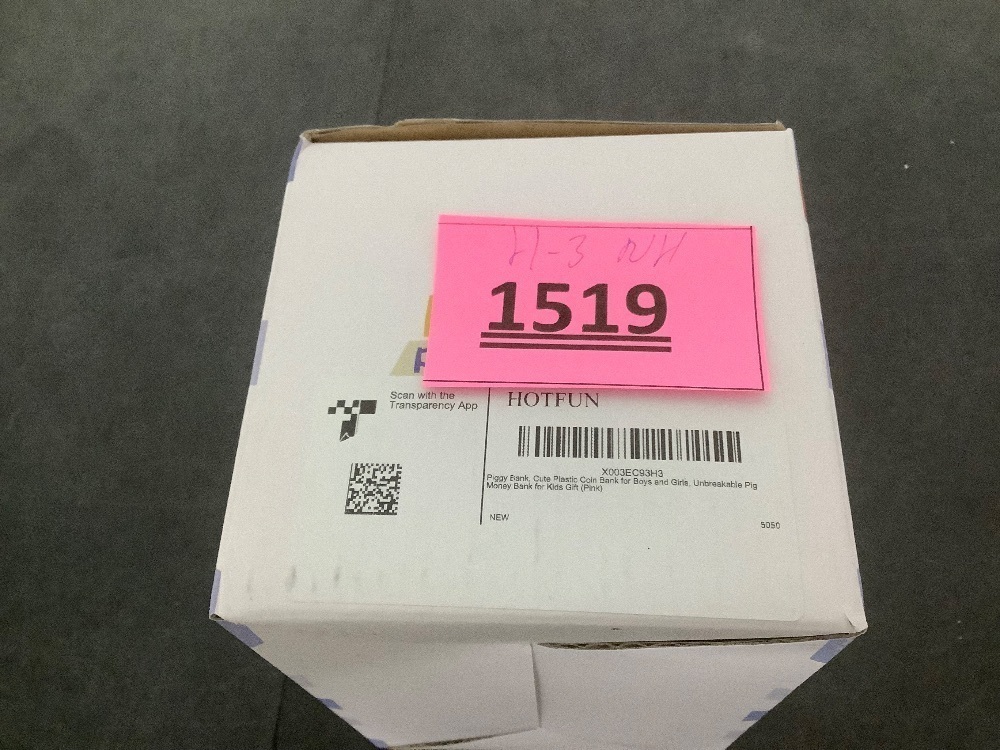 H-3 NH
1519
Scan with the
Transparency App
HOTFUN
X003EC93H3
Piggy Bank, Cute Plastic Coin Bank for Boys and Girls, Unbreakable Pig
Money Bank for Kids Gift (Pink)
NEW
5050